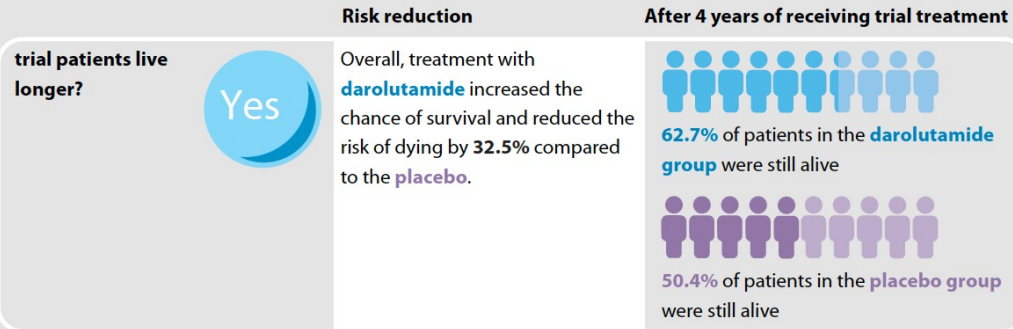 Risk reduction
After 4 years of receiving trial treatment
trial patients live
longer?
Yes
Overall, treatment with
darolutamide increased the
chance of survival and reduced the
risk of dying by 32.5% compared
to the placebo.
62.7% of patients in the darolutamide
group were still alive
50.4% of patients in the placebo group
were still alive